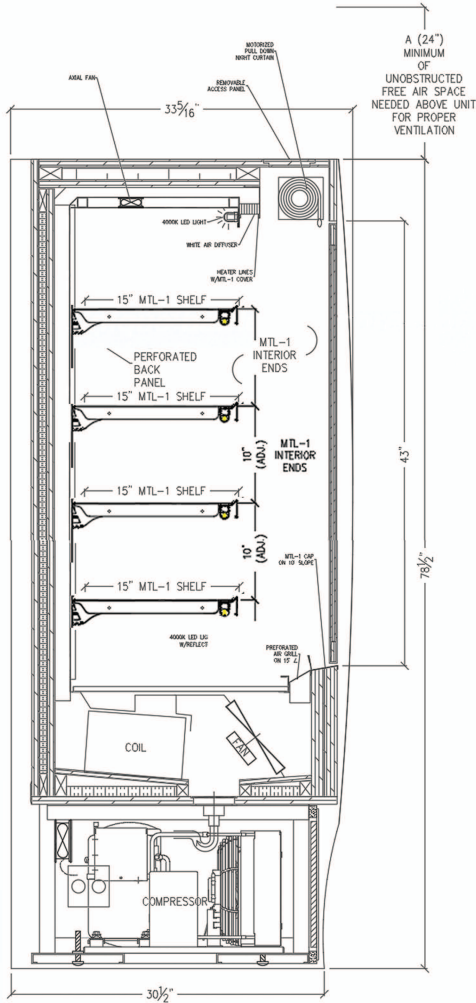 A (24")
MINIMUM
OF
UNOBSTRUCTED
FREE AIR SPACE
NEEDED ABOVE UNIT
FOR PROPER
VENTILATION
MOTORIZED
PULL DOWN
NIGHT CURTAIN
AXIAL FAN
REMOVABLE
ACCESS PANEL
33 5/16"
4000K LED LIGHT
WHITE AIR DIFFUSER
HEATER LINES
W/MTL-1 COVER
15" MTL-1 SHELF
PERFORATED
BACK
PANEL
MTL-1
INTERIOR
ENDS
15" MTL-1 SHELF
10"
(ADJ.)
MTL-1
INTERIOR
ENDS
43"
15" MTL-1 SHELF
10"
(ADJ.)
MTL-1 CAP
ON 10° SLOPE
78 1/2"
15" MTL-1 SHELF
4000K LED LIG
W/REFLECT
PERFORATED
AIR GRILL
ON 15° ∠
COIL
FAN
COMPRESSOR
30 1/2"